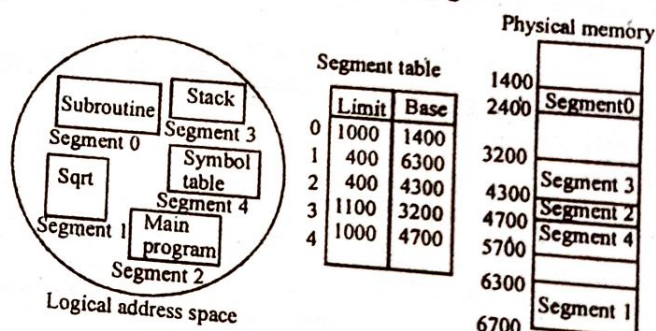 Physical memory
Segment table
Limit Base
0 1000 1400
1 400 6300
2 400 4300
3 1100 3200
4 1000 4700
Subroutine
Segment 0
Stack
Segment 3
Sqrt
Segment 1
Symbol
table
Segment 4
Main
program
Segment 2
Logical address space
1400
Segment0
2400
3200
Segment 3
4300
Segment 2
4700
Segment 4
5700
6300
Segment 1
6700